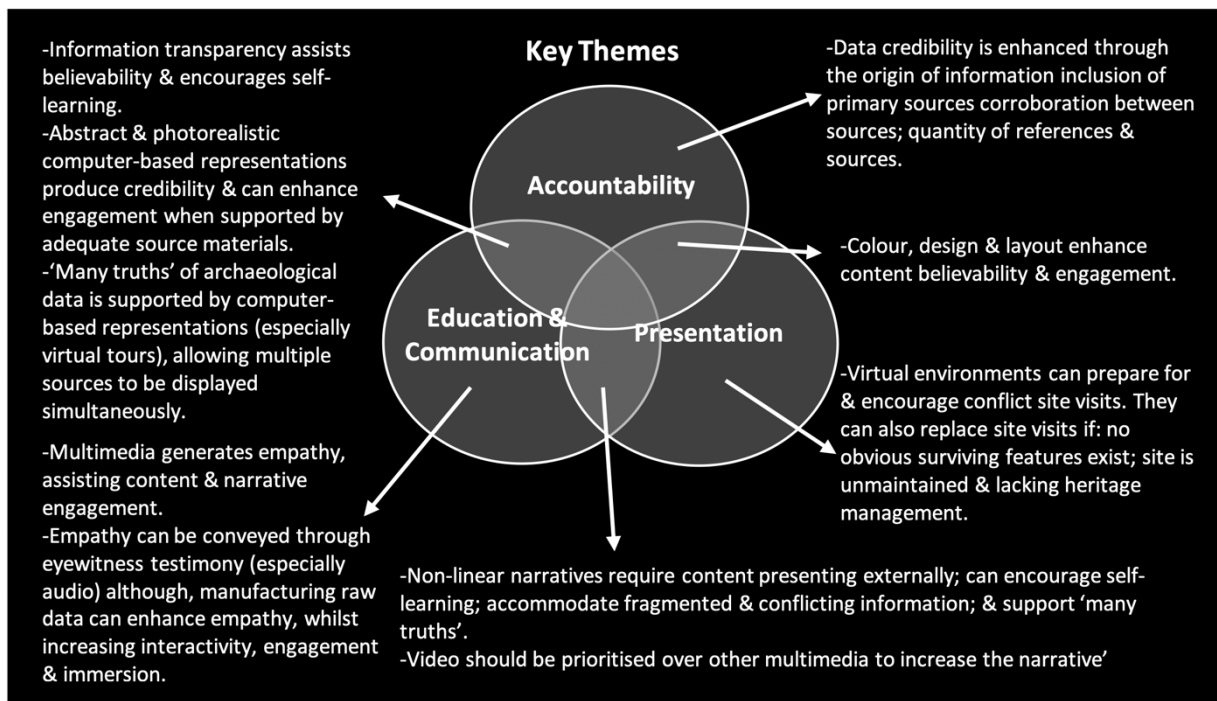 Key Themes
-Information transparency assists
believability & encourages self-
learning.
-Abstract & photorealistic
computer-based representations
produce credibility & can enhance
engagement when supported by
adequate source materials.
-‘Many truths’ of archaeological
data is supported by computer-
based representations (especially
virtual tours), allowing multiple
sources to be displayed
simultaneously.
-Multimedia generates empathy,
assisting content & narrative
engagement.
-Empathy can be conveyed through
eyewitness testimony (especially
audio) although, manufacturing raw
data can enhance empathy, whilst
increasing interactivity, engagement
& immersion.
Accountability
Education &
Communication
Presentation
-Data credibility is enhanced through
the origin of information inclusion of
primary sources corroboration between
sources; quantity of references &
sources.
-Colour, design & layout enhance
content believability & engagement.
-Virtual environments can prepare for
& encourage conflict site visits. They
can also replace site visits if: no
obvious surviving features exist; site is
unmaintained & lacking heritage
management.
-Non-linear narratives require content presenting externally; can encourage self-
learning; accommodate fragmented & conflicting information; & support ‘many
truths’.
-Video should be prioritised over other multimedia to increase the narrative’